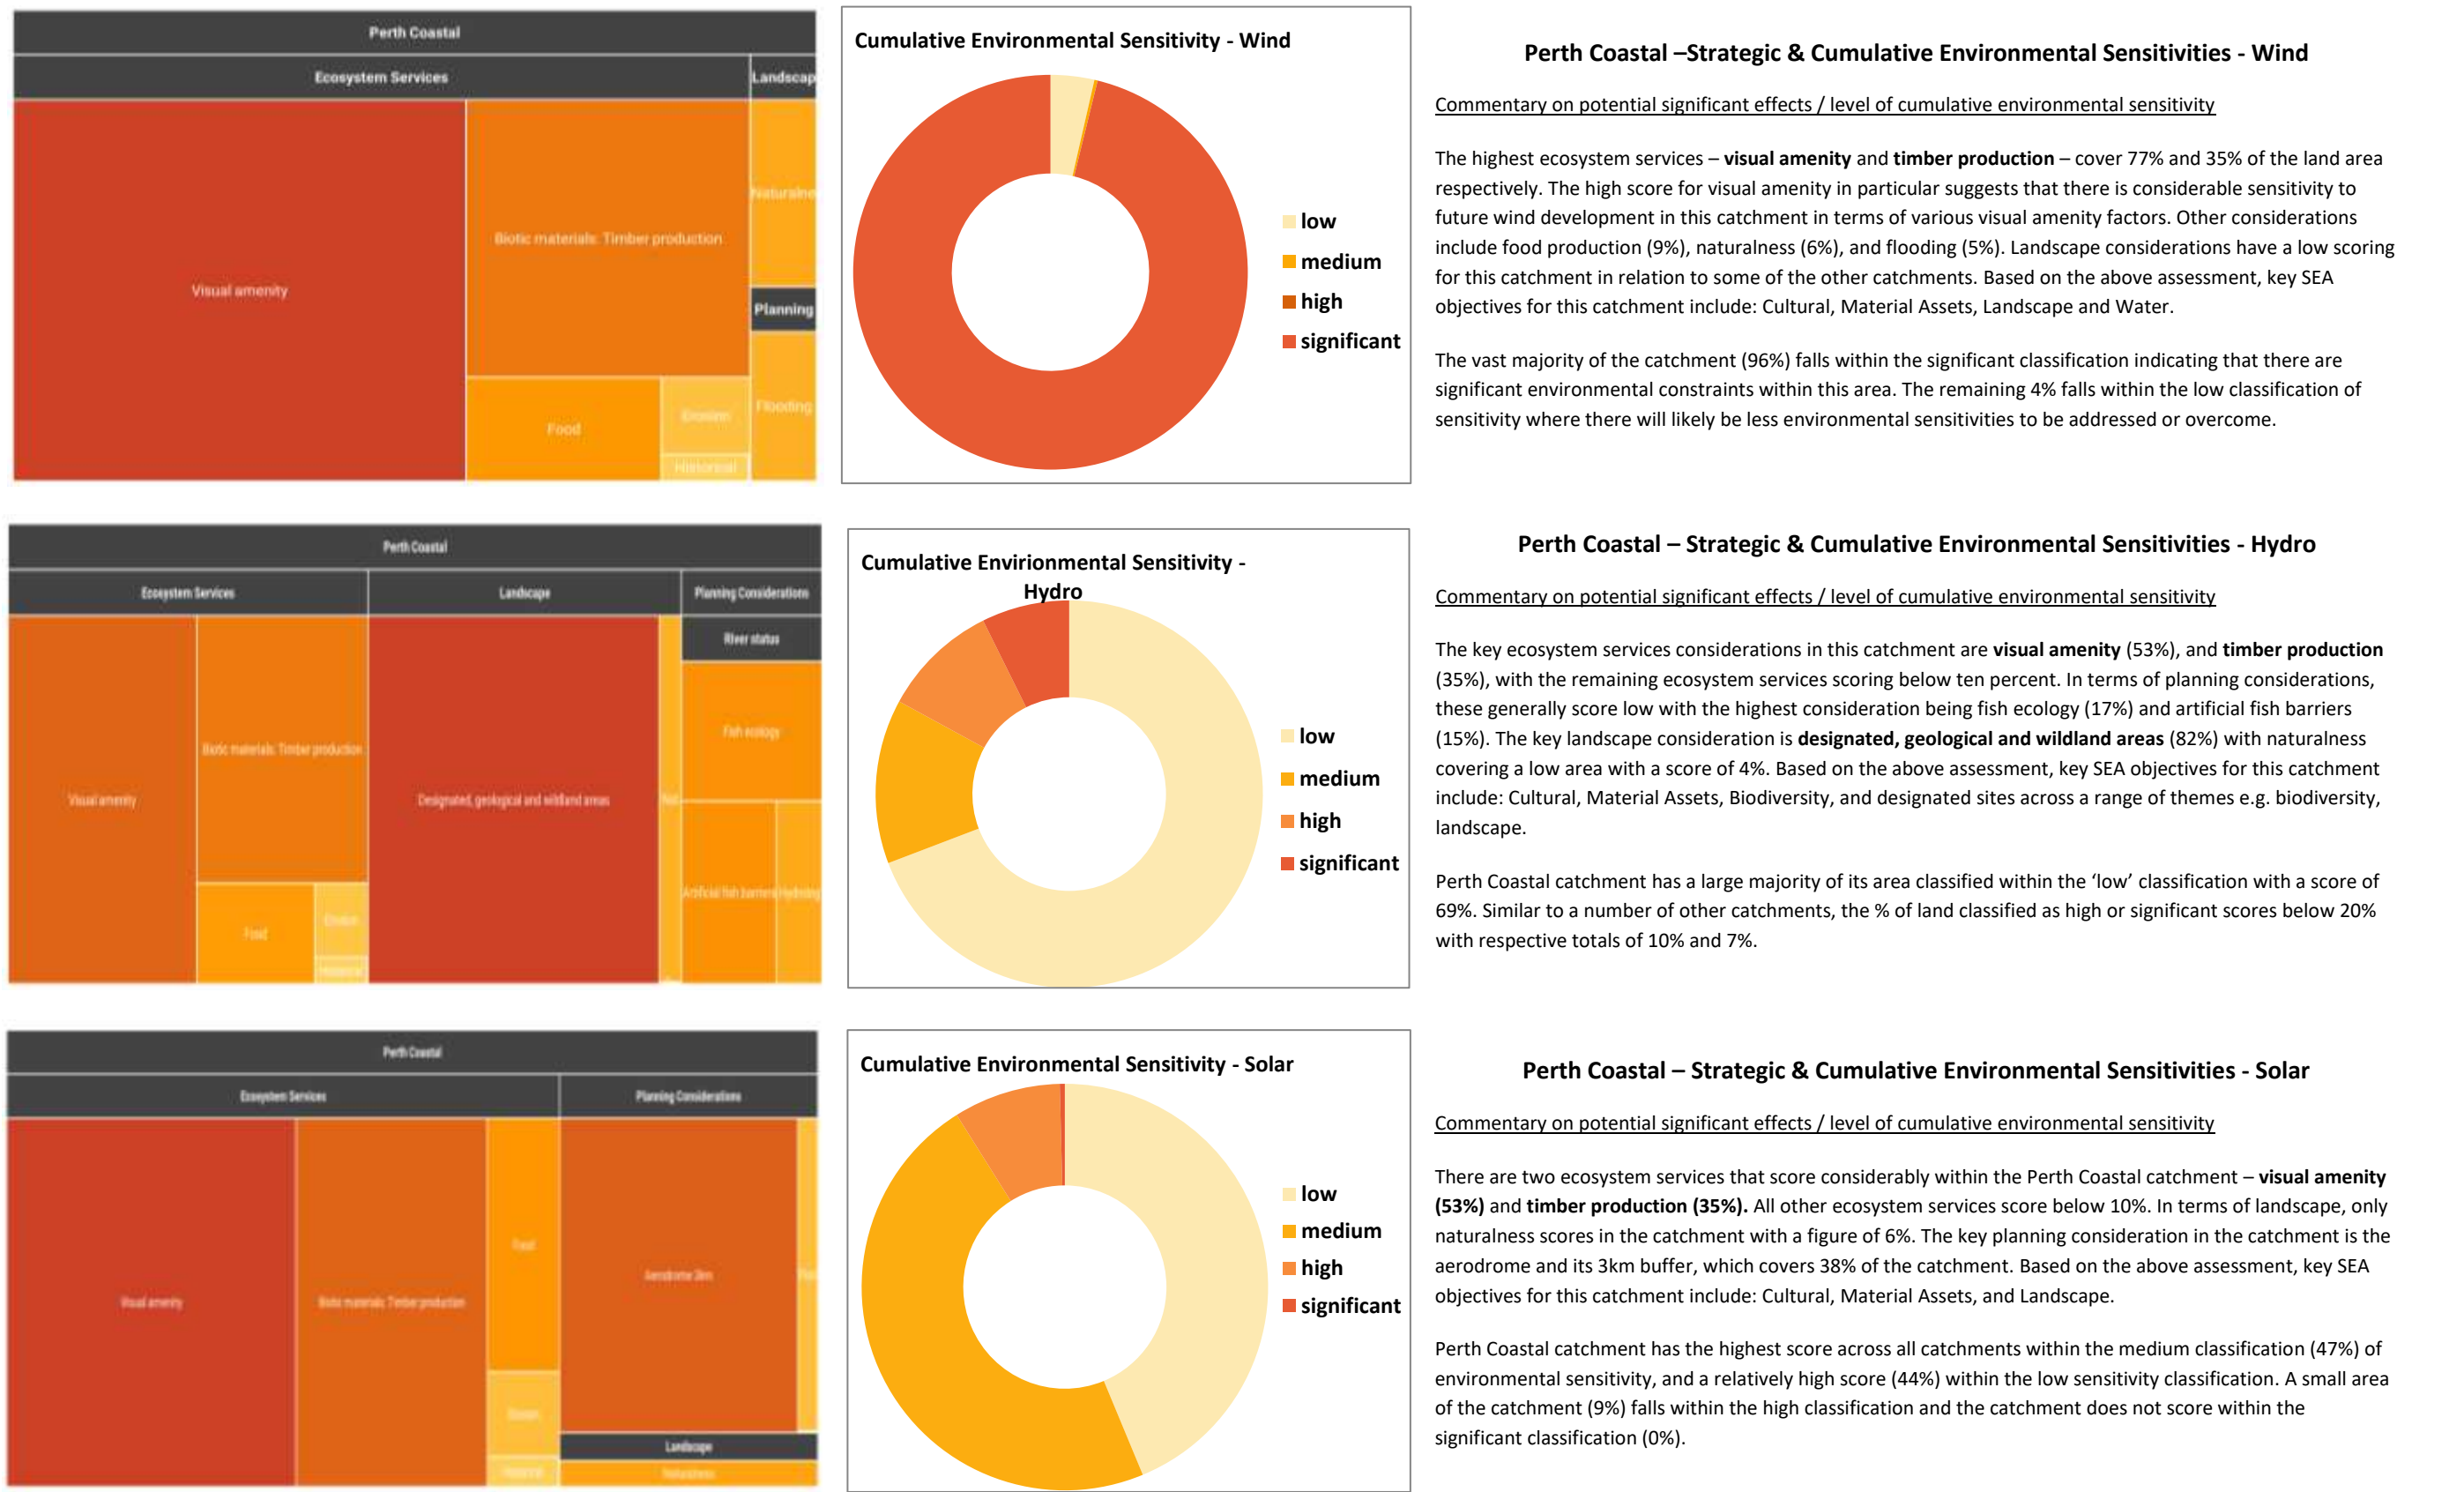 Perth Coastal
Ecosystem Services
Landscap
Visual amenity
Biotic materials: Timber production
Food
Erosion
Historical
Naturalne
Planning
Flooding
Cumulative Environmental Sensitivity - Wind
low
medium
high
significant
Perth Coastal –Strategic & Cumulative Environmental Sensitivities - Wind
Commentary on potential significant effects / level of cumulative environmental sensitivity
The highest ecosystem services – visual amenity and timber production – cover 77% and 35% of the land area
respectively. The high score for visual amenity in particular suggests that there is considerable sensitivity to
future wind development in this catchment in terms of various visual amenity factors. Other considerations
include food production (9%), naturalness (6%), and flooding (5%). Landscape considerations have a low scoring
for this catchment in relation to some of the other catchments. Based on the above assessment, key SEA
objectives for this catchment include: Cultural, Material Assets, Landscape and Water.
The vast majority of the catchment (96%) falls within the significant classification indicating that there are
significant environmental constraints within this area. The remaining 4% falls within the low classification of
sensitivity where there will likely be less environmental sensitivities to be addressed or overcome.
Perth Coastal
Ecosystem Services
Landscape
Planning Considerations
River status
Visual amenity
Biotic materials: Timber production
Food
Erosion
Historical
Designated, geological and wildland areas
Fish ecology
Artificial fish barriers
Cumulative Envirionmental Sensitivity -
Hydro
low
medium
high
significant
Perth Coastal – Strategic & Cumulative Environmental Sensitivities - Hydro
Commentary on potential significant effects / level of cumulative environmental sensitivity
The key ecosystem services considerations in this catchment are visual amenity (53%), and timber production
(35%), with the remaining ecosystem services scoring below ten percent. In terms of planning considerations,
these generally score low with the highest consideration being fish ecology (17%) and artificial fish barriers
(15%). The key landscape consideration is designated, geological and wildland areas (82%) with naturalness
covering a low area with a score of 4%. Based on the above assessment, key SEA objectives for this catchment
include: Cultural, Material Assets, Biodiversity, and designated sites across a range of themes e.g. biodiversity,
landscape.
Perth Coastal catchment has a large majority of its area classified within the ‘low’ classification with a score of
69%. Similar to a number of other catchments, the % of land classified as high or significant scores below 20%
with respective totals of 10% and 7%.
Perth Coastal
Ecosystem Services
Planning Considerations
Visual amenity
Biotic materials: Timber production
Food
Erosion
Historical
Aerodrome 3km
Landscape
Naturalness
Cumulative Environmental Sensitivity - Solar
low
medium
high
significant
Perth Coastal – Strategic & Cumulative Environmental Sensitivities - Solar
Commentary on potential significant effects / level of cumulative environmental sensitivity
There are two ecosystem services that score considerably within the Perth Coastal catchment – visual amenity
(53%) and timber production (35%). All other ecosystem services score below 10%. In terms of landscape, only
naturalness scores in the catchment with a figure of 6%. The key planning consideration in the catchment is the
aerodrome and its 3km buffer, which covers 38% of the catchment. Based on the above assessment, key SEA
objectives for this catchment include: Cultural, Material Assets, and Landscape.
Perth Coastal catchment has the highest score across all catchments within the medium classification (47%) of
environmental sensitivity, and a relatively high score (44%) within the low sensitivity classification. A small area
of the catchment (9%) falls within the high classification and the catchment does not score within the
significant classification (0%).